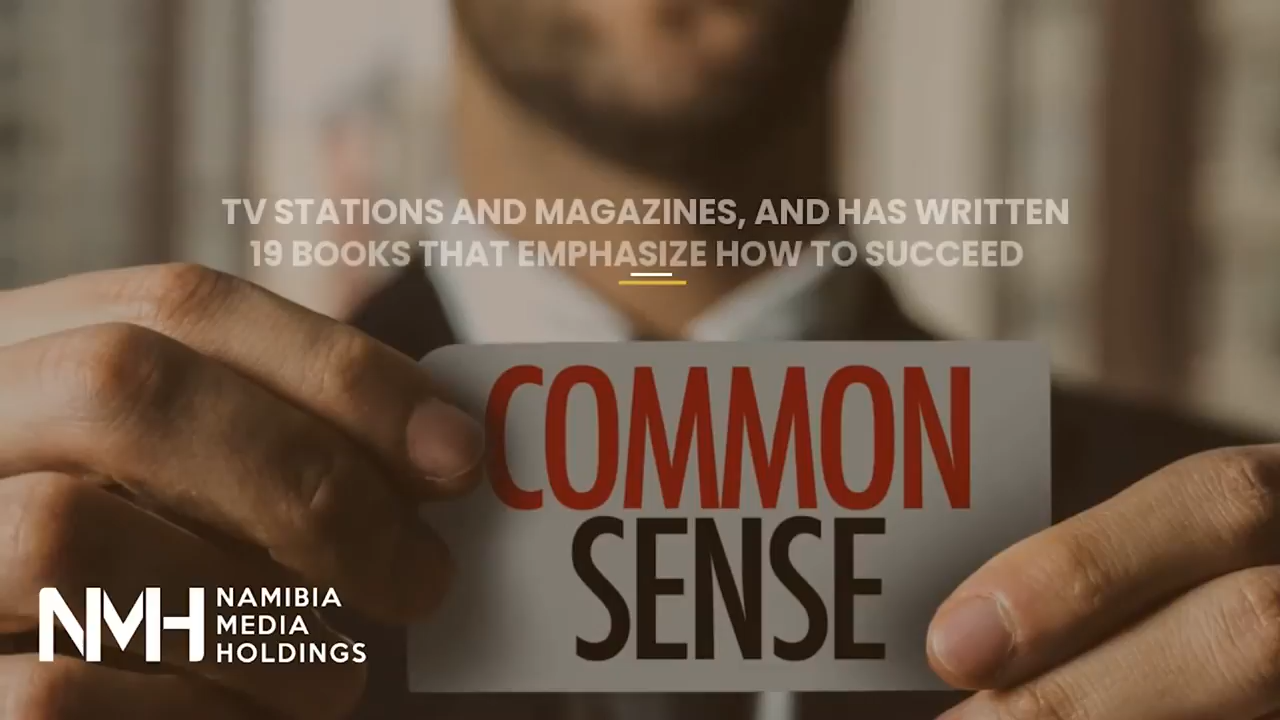 TV STATIONS AND MAGAZINES, AND HAS WRITTEN
19 BOOKS THAT EMPHASIZE HOW TO SUCCEED
COMMON
SENSE
NMH NAMIBIA
MEDIA
HOLDINGS